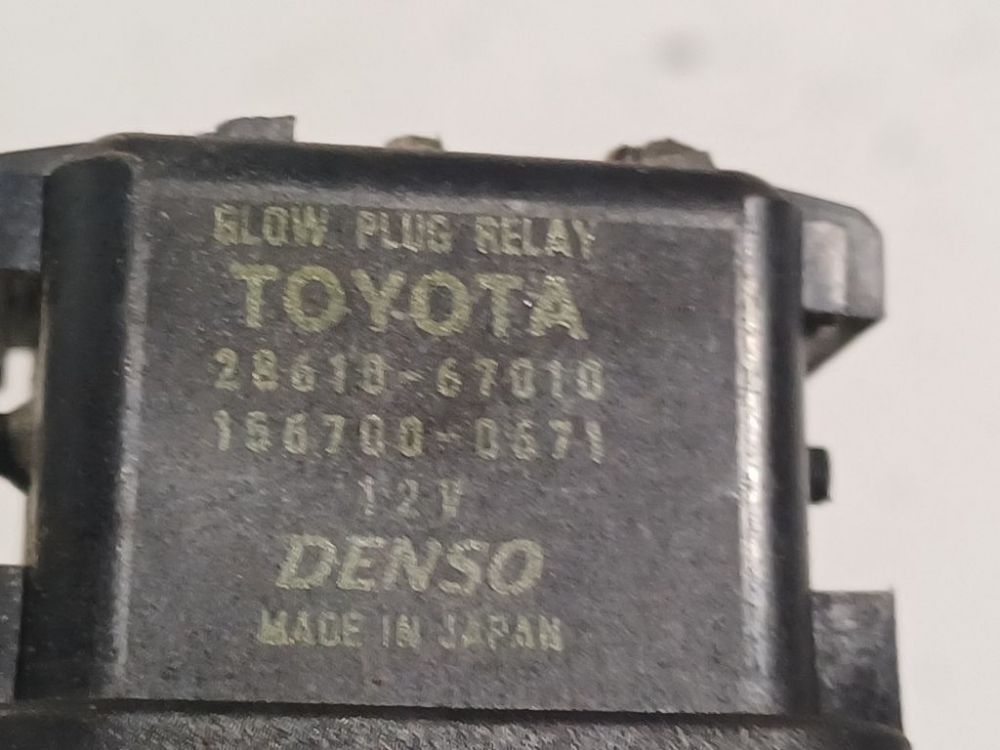 GLOW PLUG RELAY
TOYOTA
28610-67010
156700-0671
12V
DENSO
MADE IN JAPAN